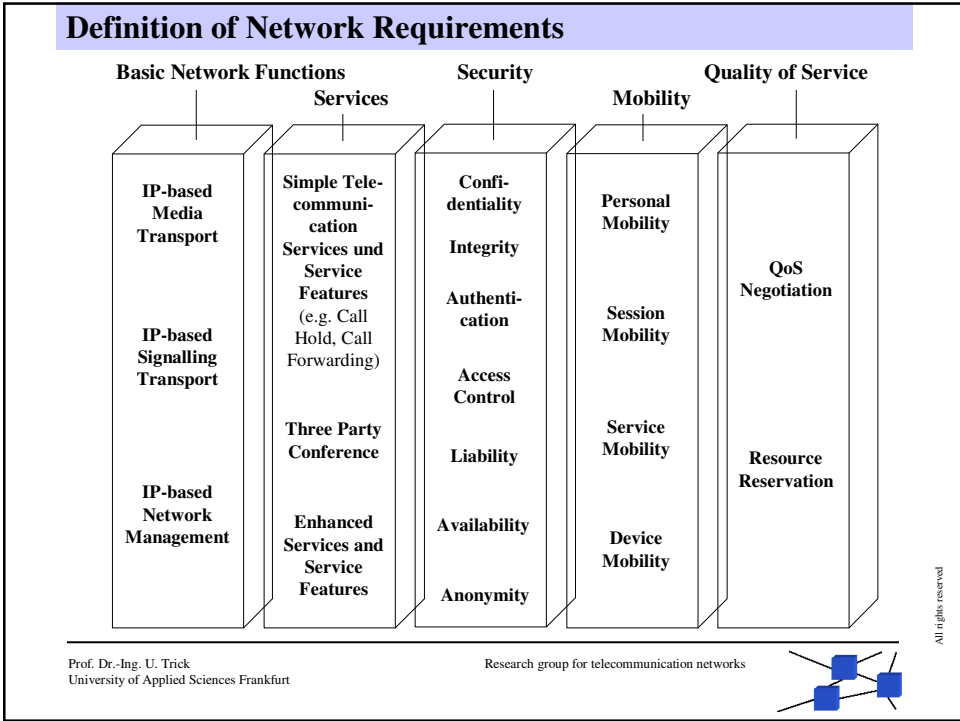 Definition of Network Requirements
Basic Network Functions
Services
Security
Mobility
Quality of Service
IP-based
Media
Transport
IP-based
Signalling
Transport
IP-based
Network
Management
Simple Tele-
communi-
cation
Services und
Service
Features
(e.g. Call
Hold, Call
Forwarding)
Three Party
Conference
Enhanced
Services and
Service
Features
Confi-
dentiality
Integrity
Authenti-
cation
Access
Control
Liability
Availability
Anonymity
Personal
Mobility
Session
Mobility
Service
Mobility
Device
Mobility
QoS
Negotiation
Resource
Reservation
All rights reserved
Prof. Dr.-Ing. U. Trick
University of Applied Sciences Frankfurt
Research group for telecommunication networks